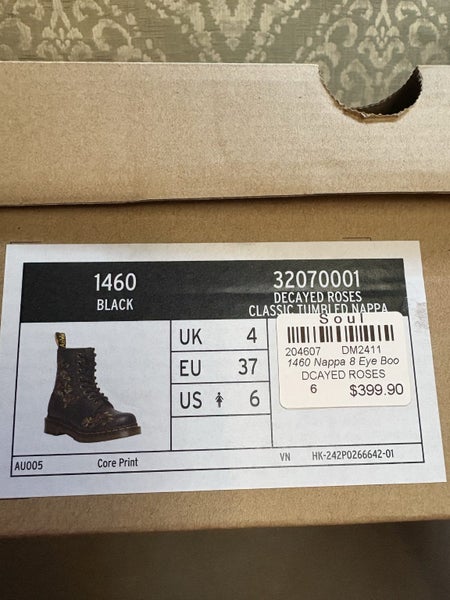 1460
BLACK
32070001
DECAYED ROSES
CLASSIC TUMBLED NAPPA
UK 4
EU 37
US 6
Soul
204607 DM2411
1460 Nappa 8 Eye Boo
DCAYED ROSES
6 $399.90
AU005 Core Print VN HK-242P0266642-01